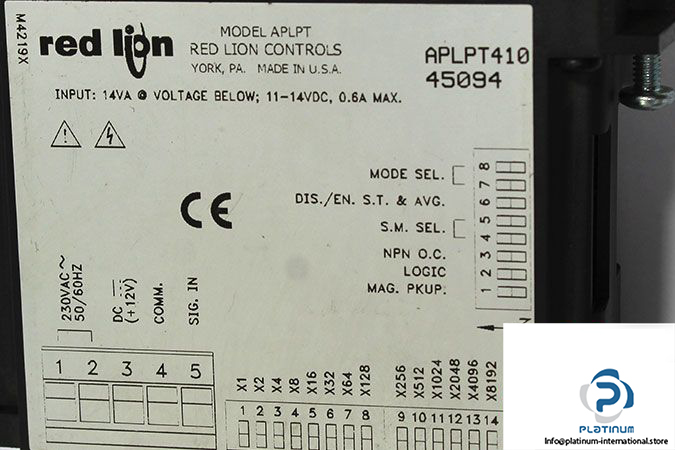 M4219X
red lion
MODEL APLPT
RED LION CONTROLS
YORK, PA. MADE IN U.S.A.
APLPT410
45094
INPUT: 14VA @ VOLTAGE BELOW; 11-14VDC, 0.6A MAX.
CE
MODE SEL.
DIS./EN. S.T. & AVG.
S.M. SEL.
NPN O.C.
LOGIC
MAG. PKUP.
8
7
6
5
4
3
2
1
230VAC ~
50/60HZ
DC
(+12V)
COMM.
SIG. IN
1 2 3 4 5
X1 X2 X4 X8 X16 X32 X64 X128 X256 X512 X1024 X2048 X4096 X8192
1 2 3 4 5 6 7 8 9 10 11 12 13 14
PLATINUM
Info@platinum-international.store